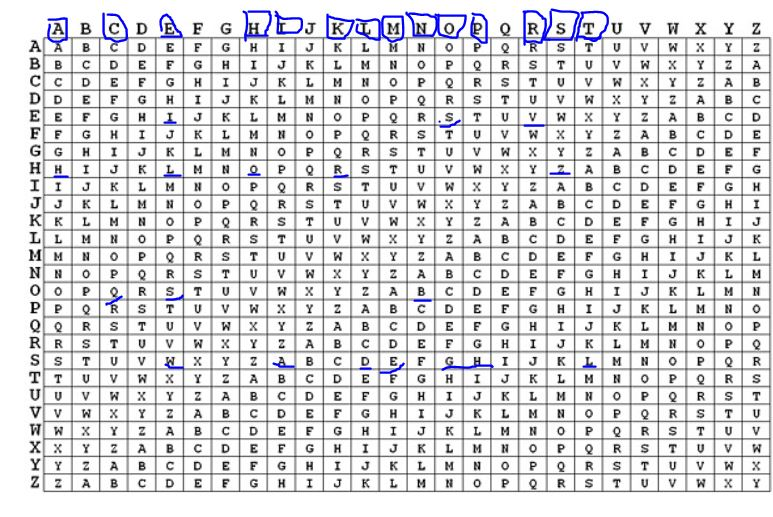 A B C D E F G H I J K L M N O P Q R S T U V W X Y Z
A A B C D E F G H I J K L M N O P Q R S T U V W X Y Z
B B C D E F G H I J K L M N O P Q R S T U V W X Y Z A
C C D E F G H I J K L M N O P Q R S T U V W X Y Z A B
D D E F G H I J K L M N O P Q R S T U V W X Y Z A B C
E E F G H I J K L M N O P Q R S T U V W X Y Z A B C D
F F G H I J K L M N O P Q R S T U V W X Y Z A B C D E
G G H I J K L M N O P Q R S T U V W X Y Z A B C D E F
H H I J K L M N O P Q R S T U V W X Y Z A B C D E F G
I I J K L M N O P Q R S T U V W X Y Z A B C D E F G H
J J K L M N O P Q R S T U V W X Y Z A B C D E F G H I
K K L M N O P Q R S T U V W X Y Z A B C D E F G H I J
L L M N O P Q R S T U V W X Y Z A B C D E F G H I J K
M M N O P Q R S T U V W X Y Z A B C D E F G H I J K L
N N O P Q R S T U V W X Y Z A B C D E F G H I J K L M
O O P Q R S T U V W X Y Z A B C D E F G H I J K L M N
P P Q R S T U V W X Y Z A B C D E F G H I J K L M N O
Q Q R S T U V W X Y Z A B C D E F G H I J K L M N O P
R R S T U V W X Y Z A B C D E F G H I J K L M N O P Q
S S T U V W X Y Z A B C D E F G H I J K L M N O P Q R
T T U V W X Y Z A B C D E F G H I J K L M N O P Q R S
U U V W X Y Z A B C D E F G H I J K L M N O P Q R S T
V V W X Y Z A B C D E F G H I J K L M N O P Q R S T U
W W X Y Z A B C D E F G H I J K L M N O P Q R S T U V
X X Y Z A B C D E F G H I J K L M N O P Q R S T U V W
Y Y Z A B C D E F G H I J K L M N O P Q R S T U V W X
Z Z A B C D E F G H I J K L M N O P Q R S T U V W X Y